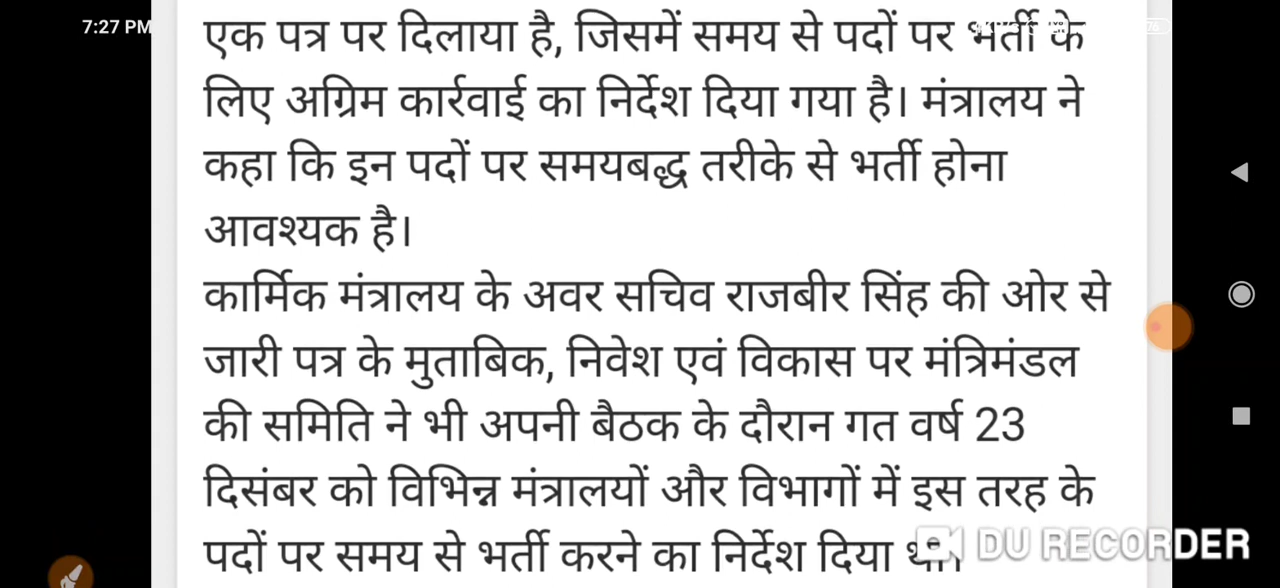 7:27 PM
एक पत्र पर दिलाया है, जिसमें समय से पदों पर भर्ती के
लिए अग्रिम कार्रवाई का निर्देश दिया गया है। मंत्रालय ने
कहा कि इन पदों पर समयबद्ध तरीके से भर्ती होना
आवश्यक है।
कार्मिक मंत्रालय के अवर सचिव राजबीर सिंह की ओर से
जारी पत्र के मुताबिक, निवेश एवं विकास पर मंत्रिमंडल
की समिति ने भी अपनी बैठक के दौरान गत वर्ष 23
दिसंबर को विभिन्न मंत्रालयों और विभागों में इस तरह के
पदों पर समय से भर्ती करने का निर्देश दिया था।
DU RECORDER